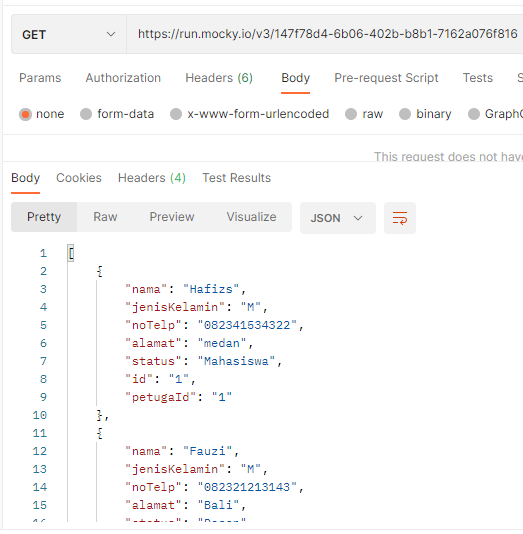 GET https://run.mocky.io/v3/147f78d4-6b06-402b-b8b1-7162a076f816
Params Authorization Headers (6) Body Pre-request Script Tests S
none form-data x-www-form-urlencoded raw binary GraphQ
This request does not have
Body Cookies Headers (4) Test Results
Pretty Raw Preview Visualize JSON
1 [
2 {
3 "nama": "Hafizs",
4 "jenisKelamin": "M",
5 "noTelp": "082341534322",
6 "alamat": "medan",
7 "status": "Mahasiswa",
8 "id": "1",
9 "petugaId": "1"
10 },
11 {
12 "nama": "Fauzi",
13 "jenisKelamin": "M",
14 "noTelp": "082321213143",
15 "alamat": "Bali",
16 "status":